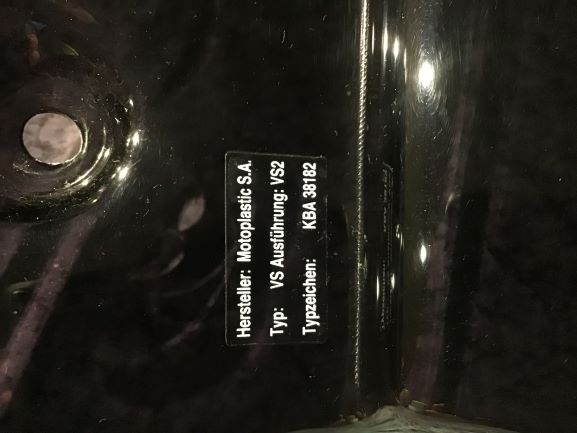 Hersteller: Motoplastic S.A.
Typ: VS Ausführung: VS2
Typzeichen: KBA 38182